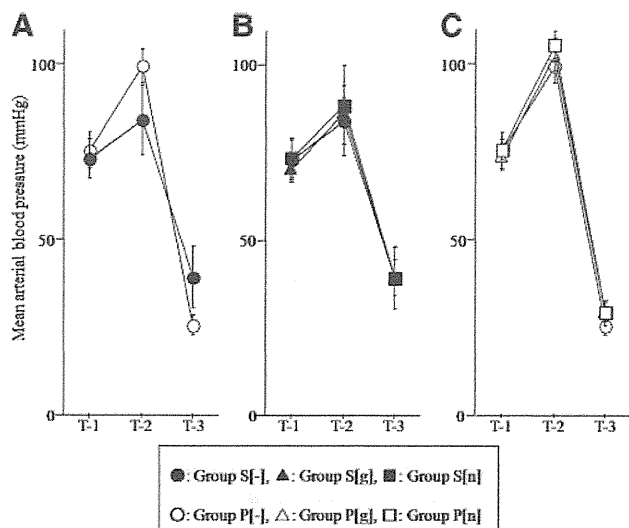 A
B
C
Mean arterial blood pressure (mmHg)
100
50
0
T-1
T-2
T-3
100
50
0
T-1
T-2
T-3
100
50
0
T-1
T-2
T-3
: Group S[-], : Group S[g], : Group S[n]
: Group P[-], : Group P[g], : Group P[n]